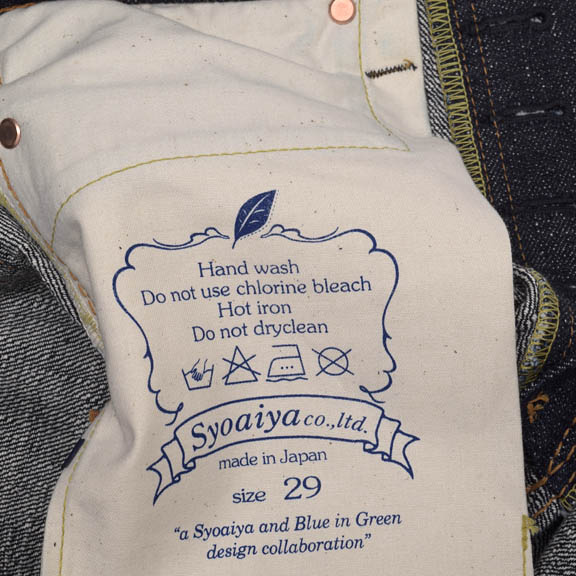 Hand wash
Do not use chlorine bleach
Hot iron
Do not dryclean
Syoaiya co.,ltd.
made in Japan
size 29
“a Syoaiya and Blue in Green
design collaboration”